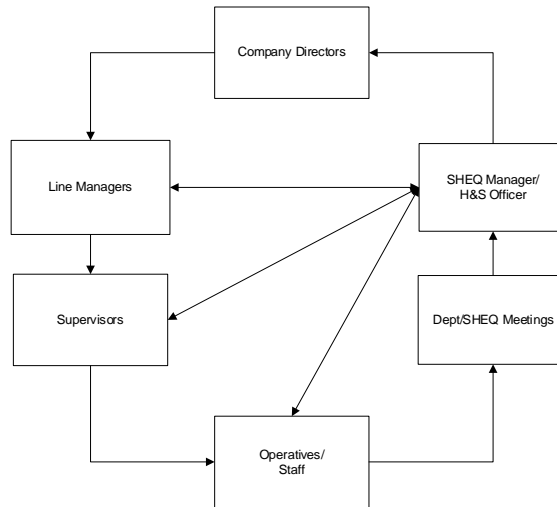 Company Directors
Line Managers
SHEQ Manager/
H&S Officer
Supervisors
Dept/SHEQ Meetings
Operatives/
Staff